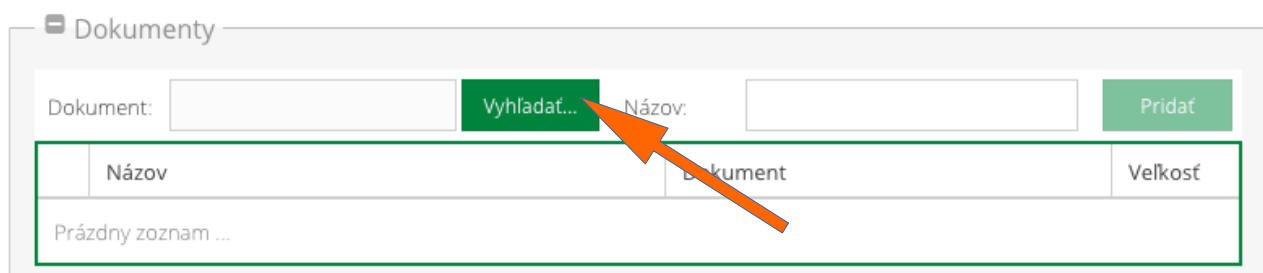 Dokumenty
Dokument: Vyhľadať... Názov: Pridať
Názov Dokument Veľkosť
Prázdny zoznam ...